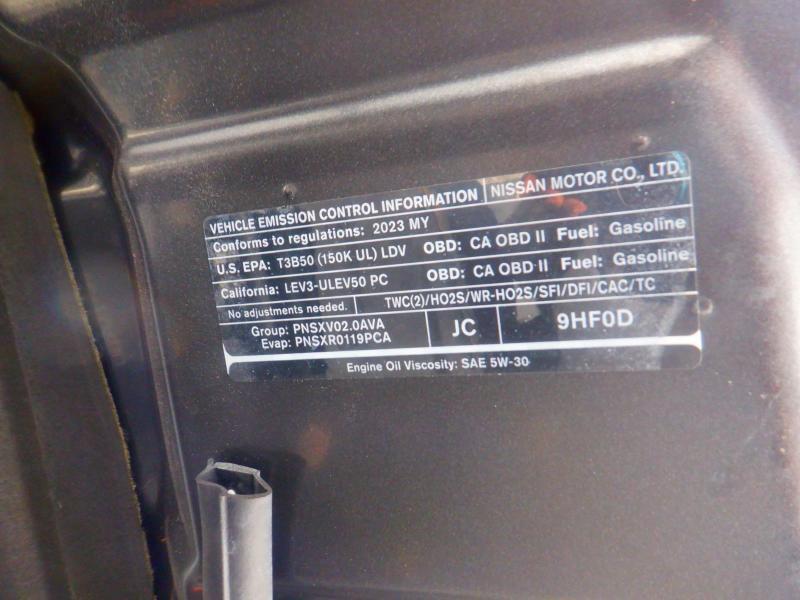 VEHICLE EMISSION CONTROL INFORMATION NISSAN MOTOR CO., LTD.
Conforms to regulations: 2023 MY
U.S. EPA: T3B50 (150K UL) LDV OBD: CA OBD II Fuel: Gasoline
California: LEV3-ULEV50 PC OBD: CA OBD II Fuel: Gasoline
No adjustments needed. TWC(2)/HO2S/WR-HO2S/SFI/DFI/CAC/TC
Group: PNSXV02.0AVA
Evap: PNSXR0119PCA
JC
9HF0D
Engine Oil Viscosity: SAE 5W-30